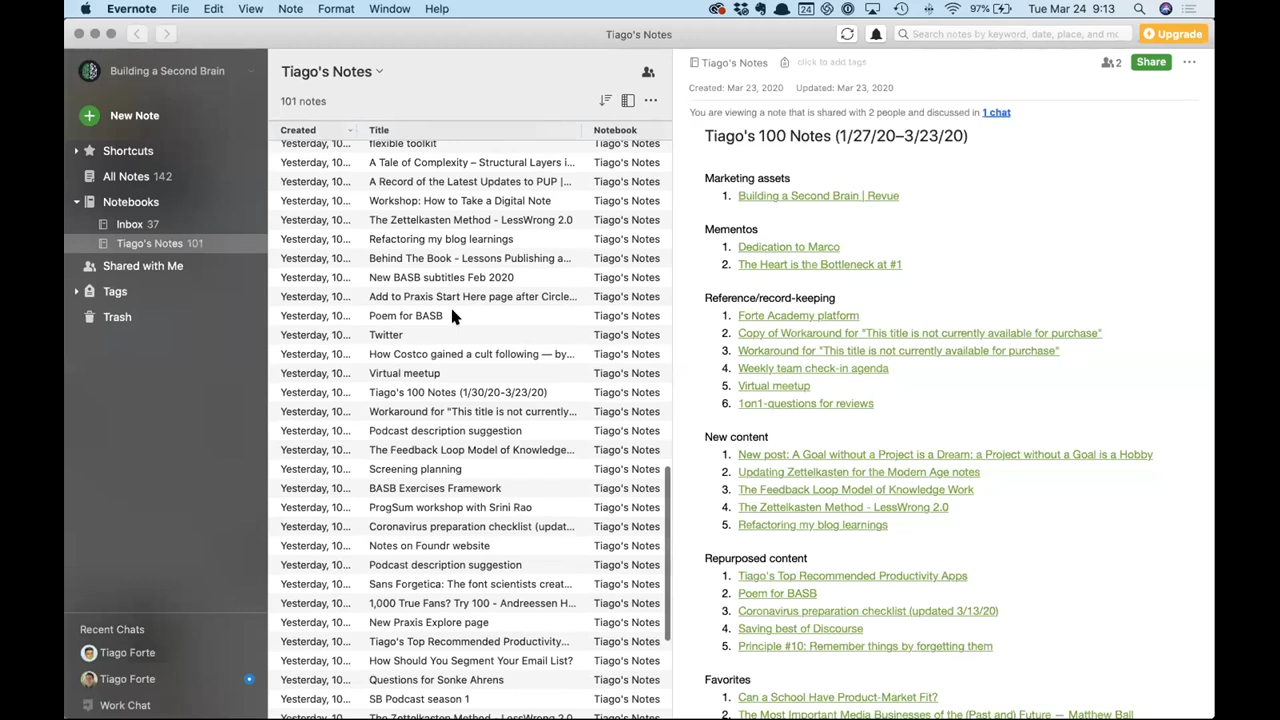 Evernote File Edit View Note Format Window Help
24 97% Tue Mar 24 9:13
Tiago's Notes
Search notes by keyword, date, place, and mc
Upgrade
Building a Second Brain
New Note
Shortcuts
All Notes 142
Notebooks
Inbox 37
Tiago's Notes 101
Shared with Me
Tags
Trash
Recent Chats
Tiago Forte
Tiago Forte
Work Chat
Tiago's Notes
101 notes
Created Title Notebook
Yesterday, 10... flexible toolkit Tiago's Notes
Yesterday, 10... A Tale of Complexity – Structural Layers i... Tiago's Notes
Yesterday, 10... A Record of the Latest Updates to PUP |... Tiago's Notes
Yesterday, 10... Workshop: How to Take a Digital Note Tiago's Notes
Yesterday, 10... The Zettelkasten Method - LessWrong 2.0 Tiago's Notes
Yesterday, 10... Refactoring my blog learnings Tiago's Notes
Yesterday, 10... Behind The Book - Lessons Publishing a... Tiago's Notes
Yesterday, 10... New BASB subtitles Feb 2020 Tiago's Notes
Yesterday, 10... Add to Praxis Start Here page after Circle... Tiago's Notes
Yesterday, 10... Poem for BASB Tiago's Notes
Yesterday, 10... Twitter Tiago's Notes
Yesterday, 10... How Costco gained a cult following — by... Tiago's Notes
Yesterday, 10... Virtual meetup Tiago's Notes
Yesterday, 10... Tiago's 100 Notes (1/30/20-3/23/20) Tiago's Notes
Yesterday, 10... Workaround for "This title is not currently... Tiago's Notes
Yesterday, 10... Podcast description suggestion Tiago's Notes
Yesterday, 10... The Feedback Loop Model of Knowledge... Tiago's Notes
Yesterday, 10... Screening planning Tiago's Notes
Yesterday, 10... BASB Exercises Framework Tiago's Notes
Yesterday, 10... ProgSum workshop with Srini Rao Tiago's Notes
Yesterday, 10... Coronavirus preparation checklist (updat... Tiago's Notes
Yesterday, 10... Notes on Foundr website Tiago's Notes
Yesterday, 10... Podcast description suggestion Tiago's Notes
Yesterday, 10... Sans Forgetica: The font scientists creat... Tiago's Notes
Yesterday, 10... 1,000 True Fans? Try 100 - Andreessen H... Tiago's Notes
Yesterday, 10... New Praxis Explore page Tiago's Notes
Yesterday, 10... Tiago's Top Recommended Productivity... Tiago's Notes
Yesterday, 10... How Should You Segment Your Email List? Tiago's Notes
Yesterday, 10... Questions for Sonke Ahrens Tiago's Notes
Yesterday, 10... SB Podcast season 1 Tiago's Notes
Yesterday, 10... The Zettelkasten Method - LessWrong 2.0 Tiago's Notes
Tiago's Notes click to add tags 2 Share
Created: Mar 23, 2020 Updated: Mar 23, 2020
You are viewing a note that is shared with 2 people and discussed in 1 chat
Tiago's 100 Notes (1/27/20–3/23/20)
Marketing assets
1. Building a Second Brain | Revue
Mementos
1. Dedication to Marco
2. The Heart is the Bottleneck at #1
Reference/record-keeping
1. Forte Academy platform
2. Copy of Workaround for "This title is not currently available for purchase"
3. Workaround for "This title is not currently available for purchase"
4. Weekly team check-in agenda
5. Virtual meetup
6. 1on1-questions for reviews
New content
1. New post: A Goal without a Project is a Dream; a Project without a Goal is a Hobby
2. Updating Zettelkasten for the Modern Age notes
3. The Feedback Loop Model of Knowledge Work
4. The Zettelkasten Method - LessWrong 2.0
5. Refactoring my blog learnings
Repurposed content
1. Tiago's Top Recommended Productivity Apps
2. Poem for BASB
3. Coronavirus preparation checklist (updated 3/13/20)
4. Saving best of Discourse
5. Principle #10: Remember things by forgetting them
Favorites
1. Can a School Have Product-Market Fit?
2. The Most Important Media Businesses of the (Past and) Future — Matthew Ball